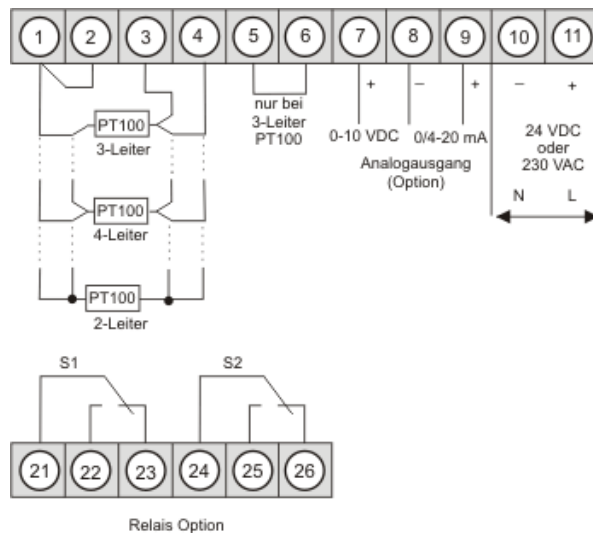 1 2 3 4 5 6 7 8 9 10 11
+ – + – +
nur bei
3-Leiter
PT100
0-10 VDC 0/4-20 mA
Analogausgang
(Option)
24 VDC
oder
230 VAC
N L
PT100
3-Leiter
PT100
4-Leiter
PT100
2-Leiter
S1 S2
21 22 23 24 25 26
Relais Option